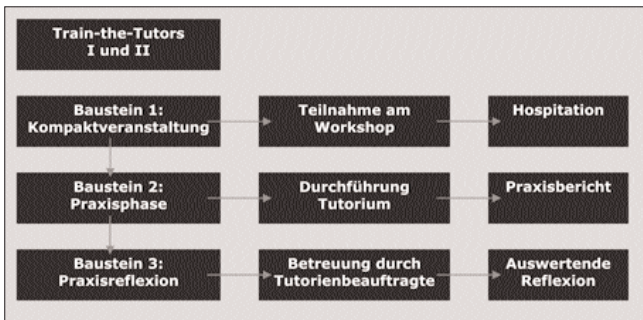 Train-the-Tutors
I und II
Baustein 1:
Kompaktveranstaltung
Teilnahme am
Workshop
Hospitation
Baustein 2:
Praxisphase
Durchführung
Tutorium
Praxisbericht
Baustein 3:
Praxisreflexion
Betreuung durch
Tutorienbeauftragte
Auswertende
Reflexion